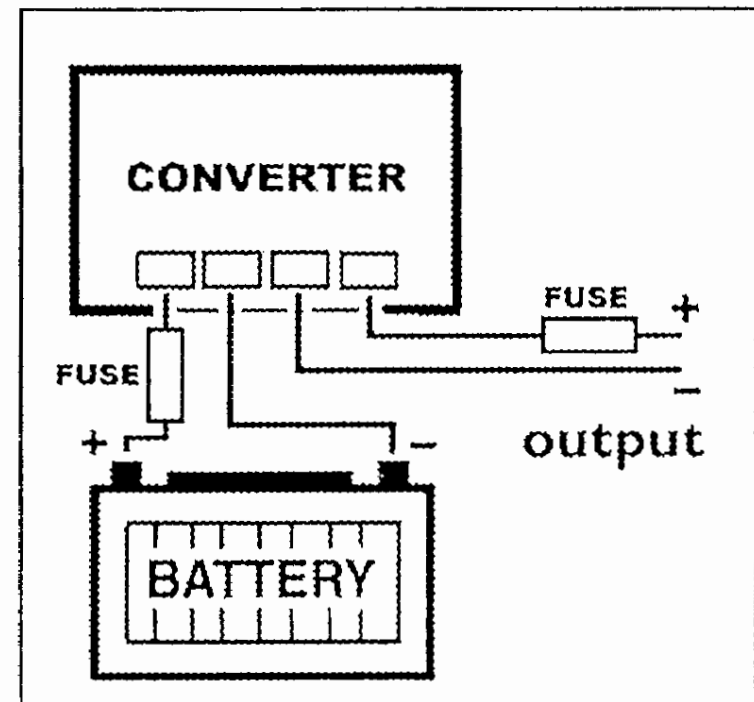 CONVERTER
FUSE
+
FUSE
-
output
+
-
BATTERY